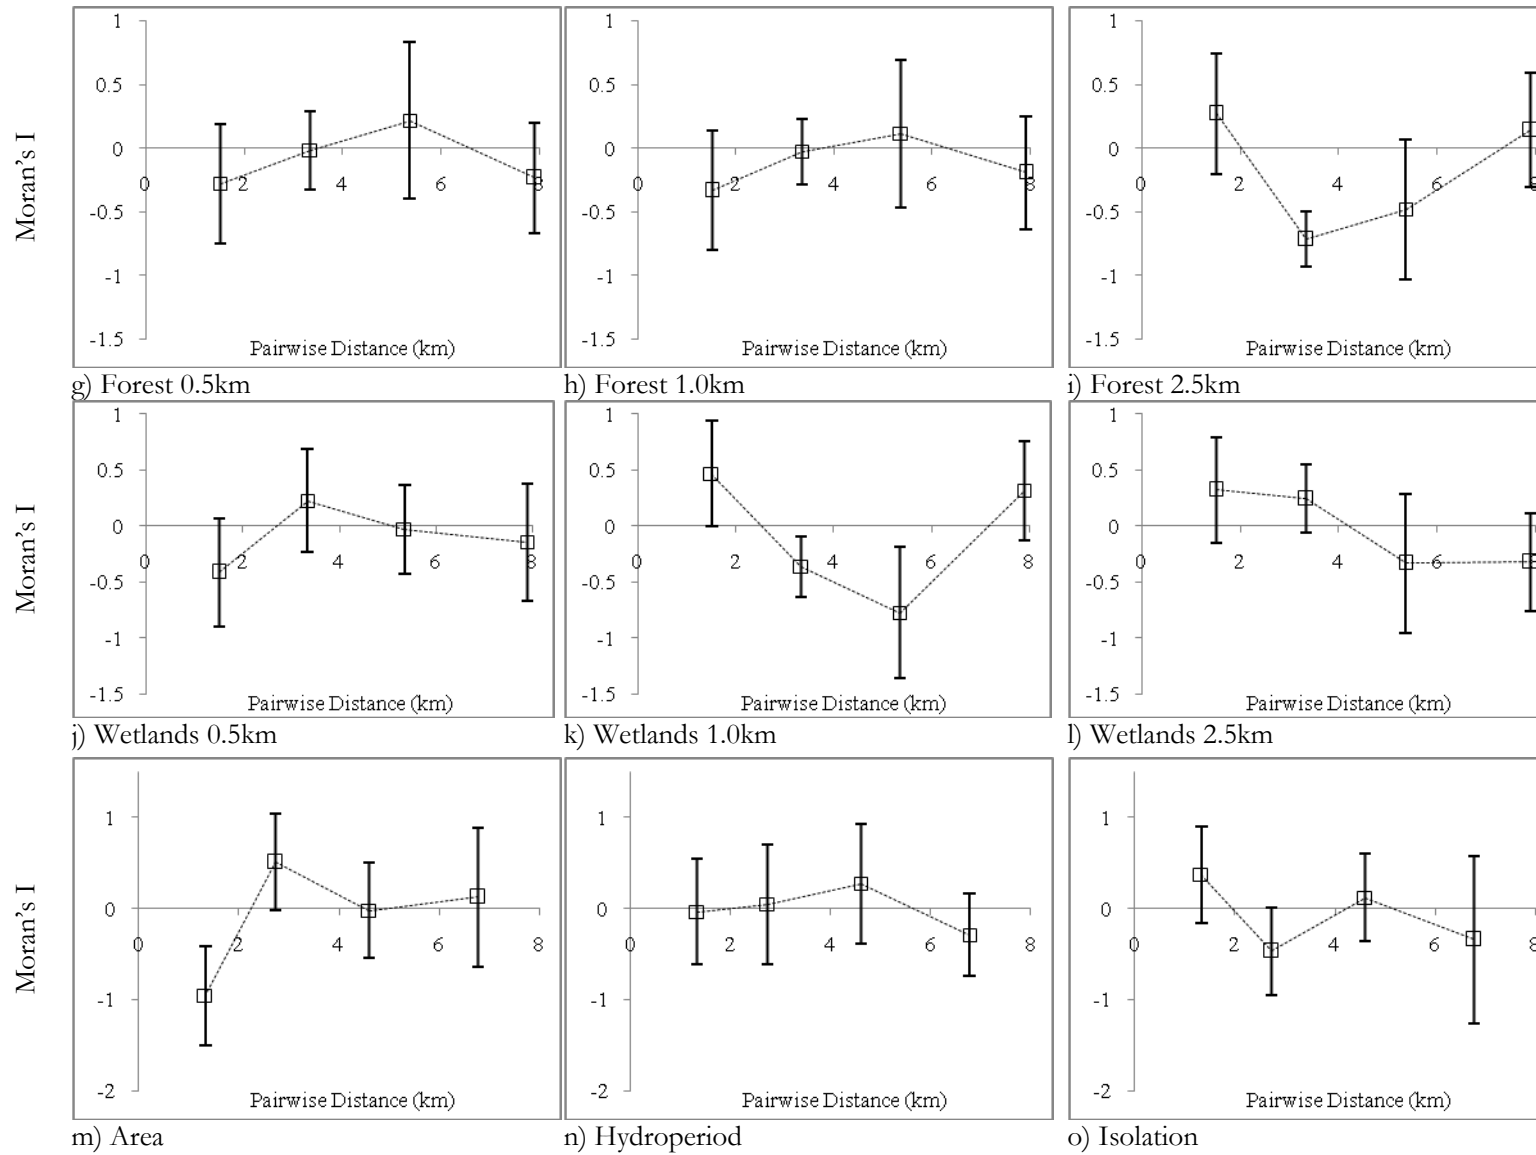 Moran's I
1
0.5
0
-0.5
-1
-1.5
0 2 4 6 8
Pairwise Distance (km)
1
0.5
0
-0.5
-1
-1.5
0 2 4 6 8
Pairwise Distance (km)
1
0.5
0
-0.5
-1
-1.5
0 2 4 6 8
Pairwise Distance (km)
g) Forest 0.5km
h) Forest 1.0km
i) Forest 2.5km
Moran's I
1
0.5
0
-0.5
-1
-1.5
0 2 4 6 8
Pairwise Distance (km)
1
0.5
0
-0.5
-1
-1.5
0 2 4 6 8
Pairwise Distance (km)
1
0.5
0
-0.5
-1
-1.5
0 2 4 6 8
Pairwise Distance (km)
j) Wetlands 0.5km
k) Wetlands 1.0km
l) Wetlands 2.5km
Moran's I
1
0
-1
-2
0 2 4 6 8
Pairwise Distance (km)
1
0
-1
-2
0 2 4 6 8
Pairwise Distance (km)
1
0
-1
-2
0 2 4 6 8
Pairwise Distance (km)
m) Area
n) Hydroperiod
o) Isolation